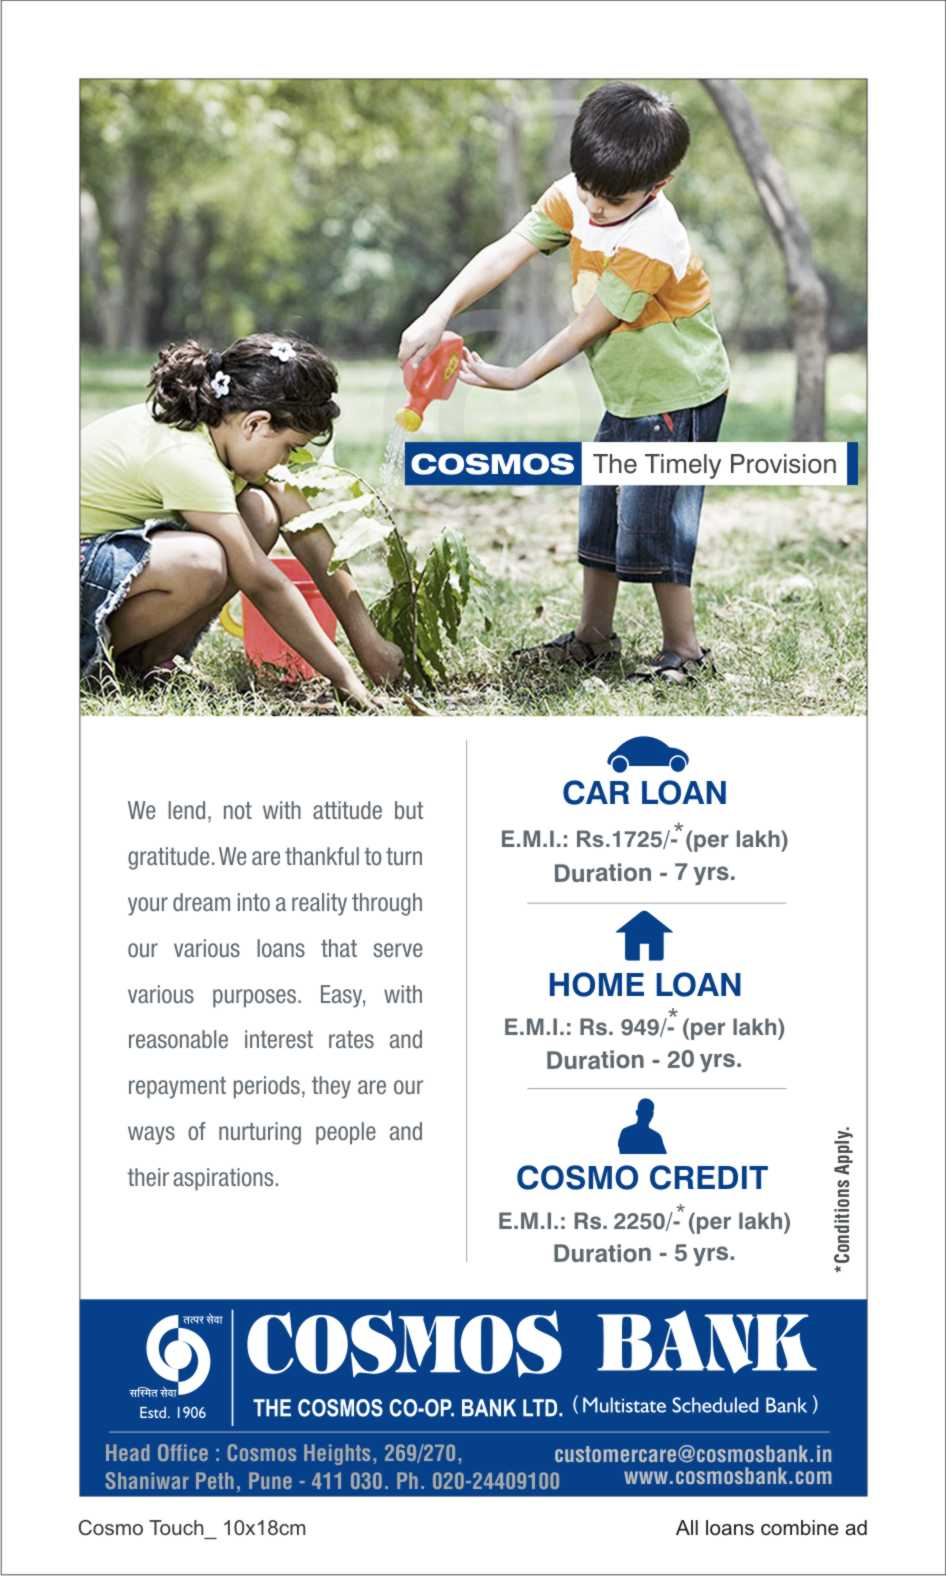 COSMOS The Timely Provision
We lend, not with attitude but
gratitude. We are thankful to turn
your dream into a reality through
our various loans that serve
various purposes. Easy, with
reasonable interest rates and
repayment periods, they are our
ways of nurturing people and
their aspirations.
CAR LOAN
E.M.I.: Rs.1725/-* (per lakh)
Duration - 7 yrs.
HOME LOAN
E.M.I.: Rs. 949/-* (per lakh)
Duration - 20 yrs.
COSMO CREDIT
E.M.I.: Rs. 2250/-* (per lakh)
Duration - 5 yrs.
*Conditions Apply.
तत्पर सेवा
सस्मित सेवा
Estd. 1906
COSMOS BANK
THE COSMOS CO-OP. BANK LTD. (Multistate Scheduled Bank)
Head Office : Cosmos Heights, 269/270,
Shaniwar Peth, Pune - 411 030. Ph. 020-24409100
customercare@cosmosbank.in
www.cosmosbank.com
Cosmo Touch_ 10x18cm
All loans combine ad